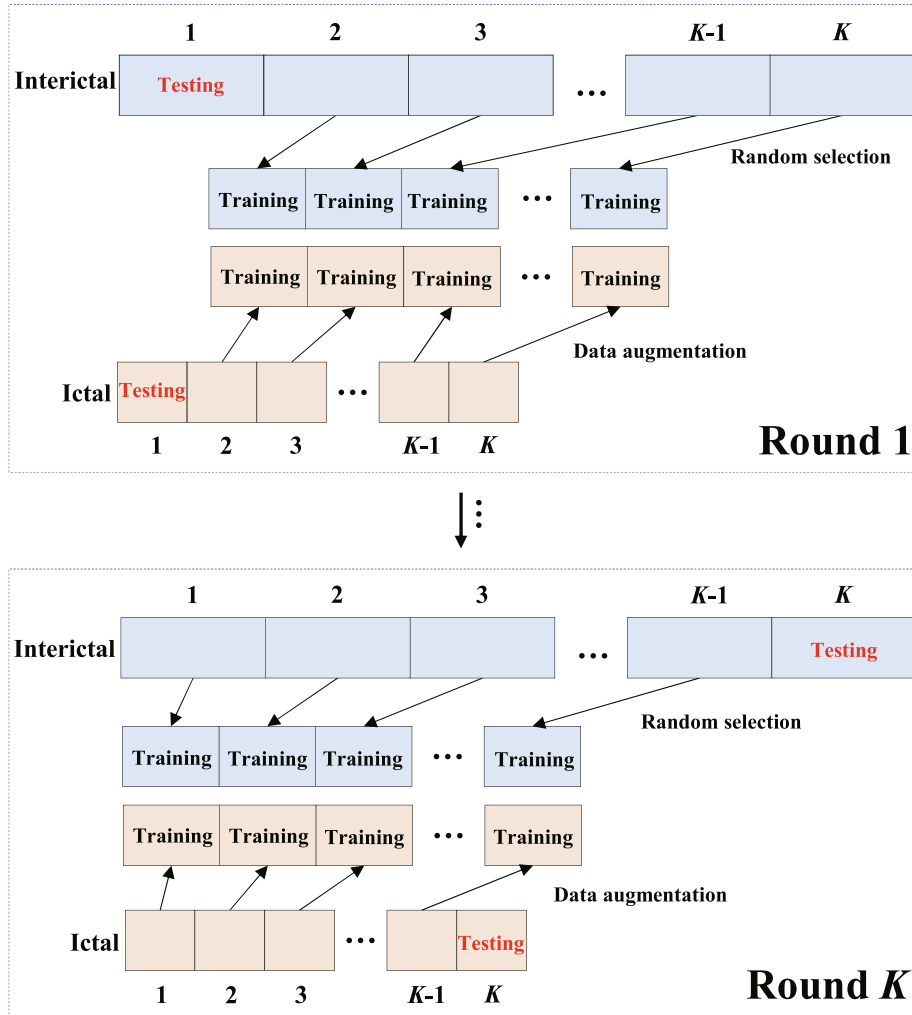 1 2 3 K-1 K
Interictal Testing ...
Random selection
Training Training Training ... Training
Training Training Training ... Training
Data augmentation
Ictal Testing ...
1 2 3 K-1 K
Round 1
...
1 2 3 K-1 K
Interictal ... Testing
Random selection
Training Training Training ... Training
Training Training Training ... Training
Data augmentation
Ictal ... Testing
1 2 3 K-1 K
Round K